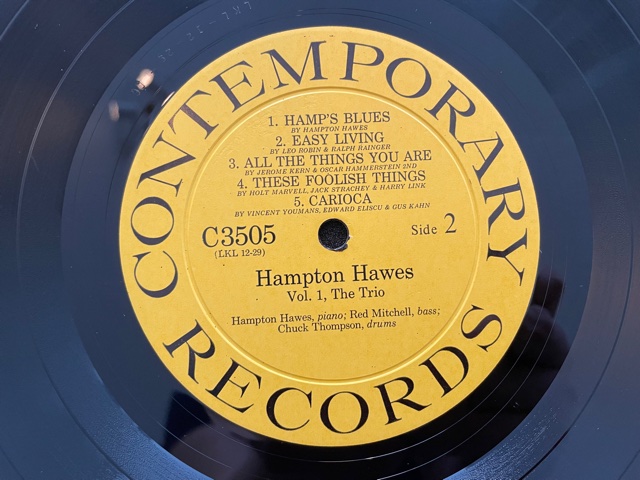 CONTEMPORARY
1. HAMP'S BLUES
BY HAMPTON HAWES
2. EASY LIVING
BY LEO ROBIN & RALPH RAINGER
3. ALL THE THINGS YOU ARE
BY JEROME KERN & OSCAR HAMMERSTEIN 2ND
4. THESE FOOLISH THINGS
BY HOLT MARVELL, JACK STRACHEY & HARRY LINK
5. CARIOCA
BY VINCENT YOUMANS, EDWARD ELISCU & GUS KAHN
C3505
Side 2
(LKL 12-29)
Hampton Hawes
Vol. 1, The Trio
Hampton Hawes, piano; Red Mitchell, bass;
Chuck Thompson, drums
RECORDS